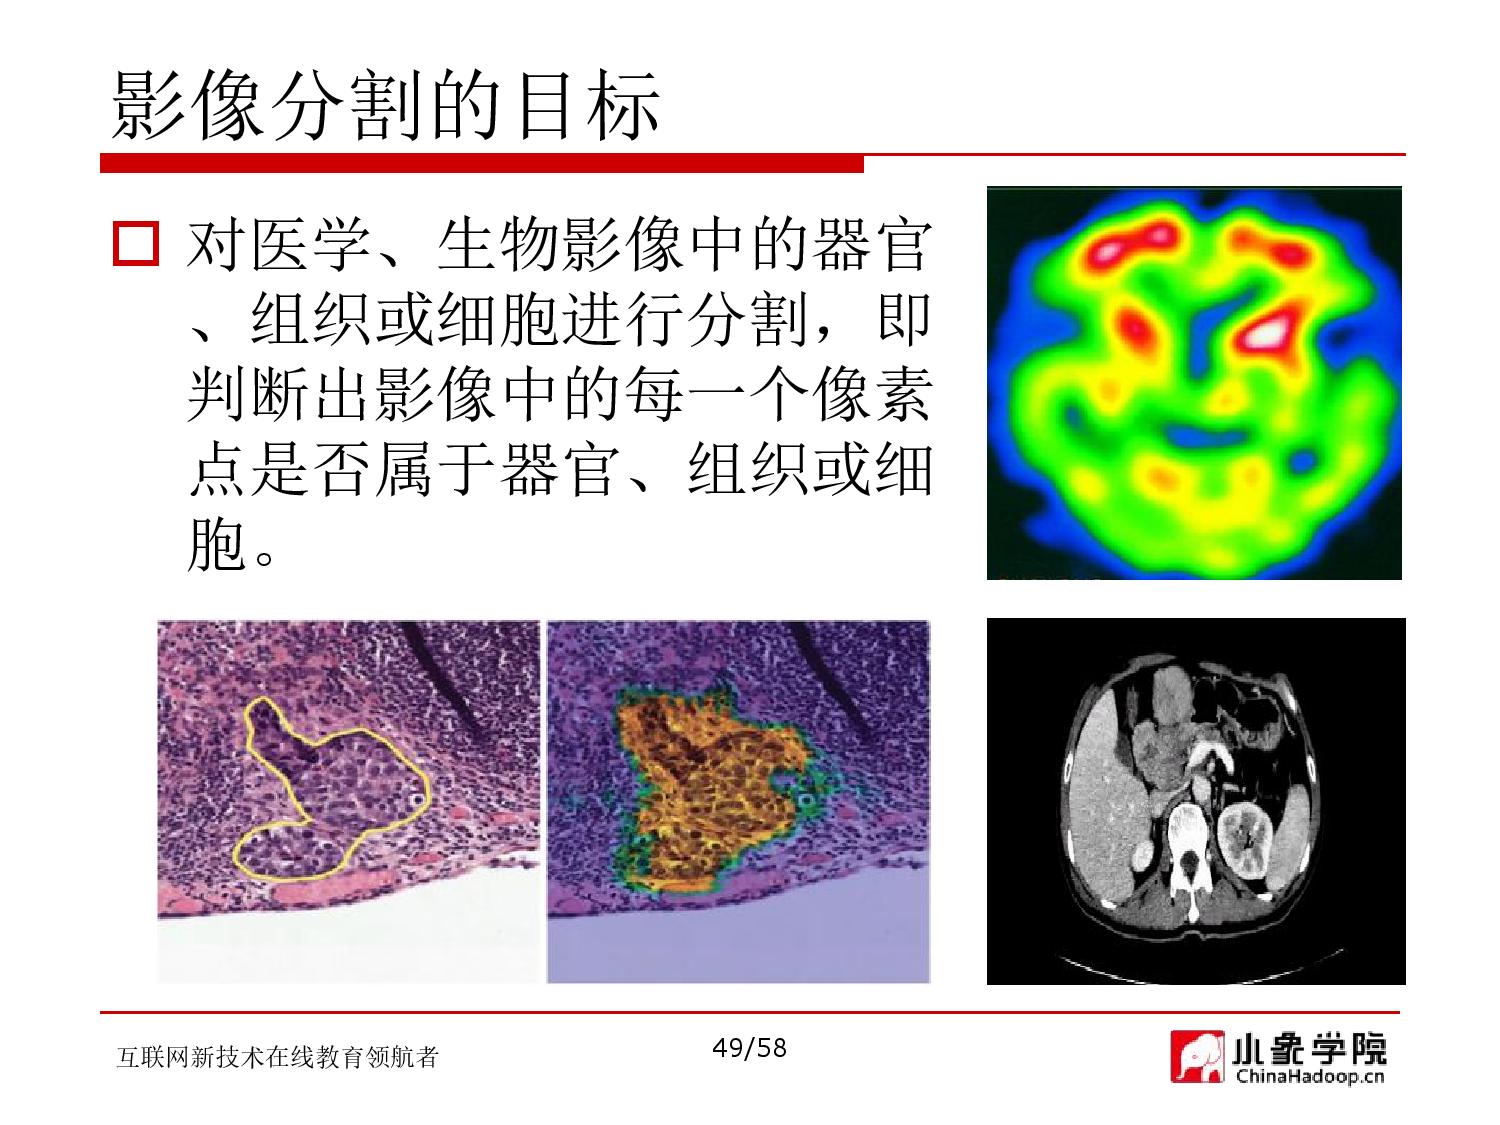 影像分割的目标
对医学、生物影像中的器官
、组织或细胞进行分割，即
判断出影像中的每一个像素
点是否属于器官、组织或细
胞。
互联网新技术在线教育领航者
49/58
小象学院
ChinaHadoop.cn